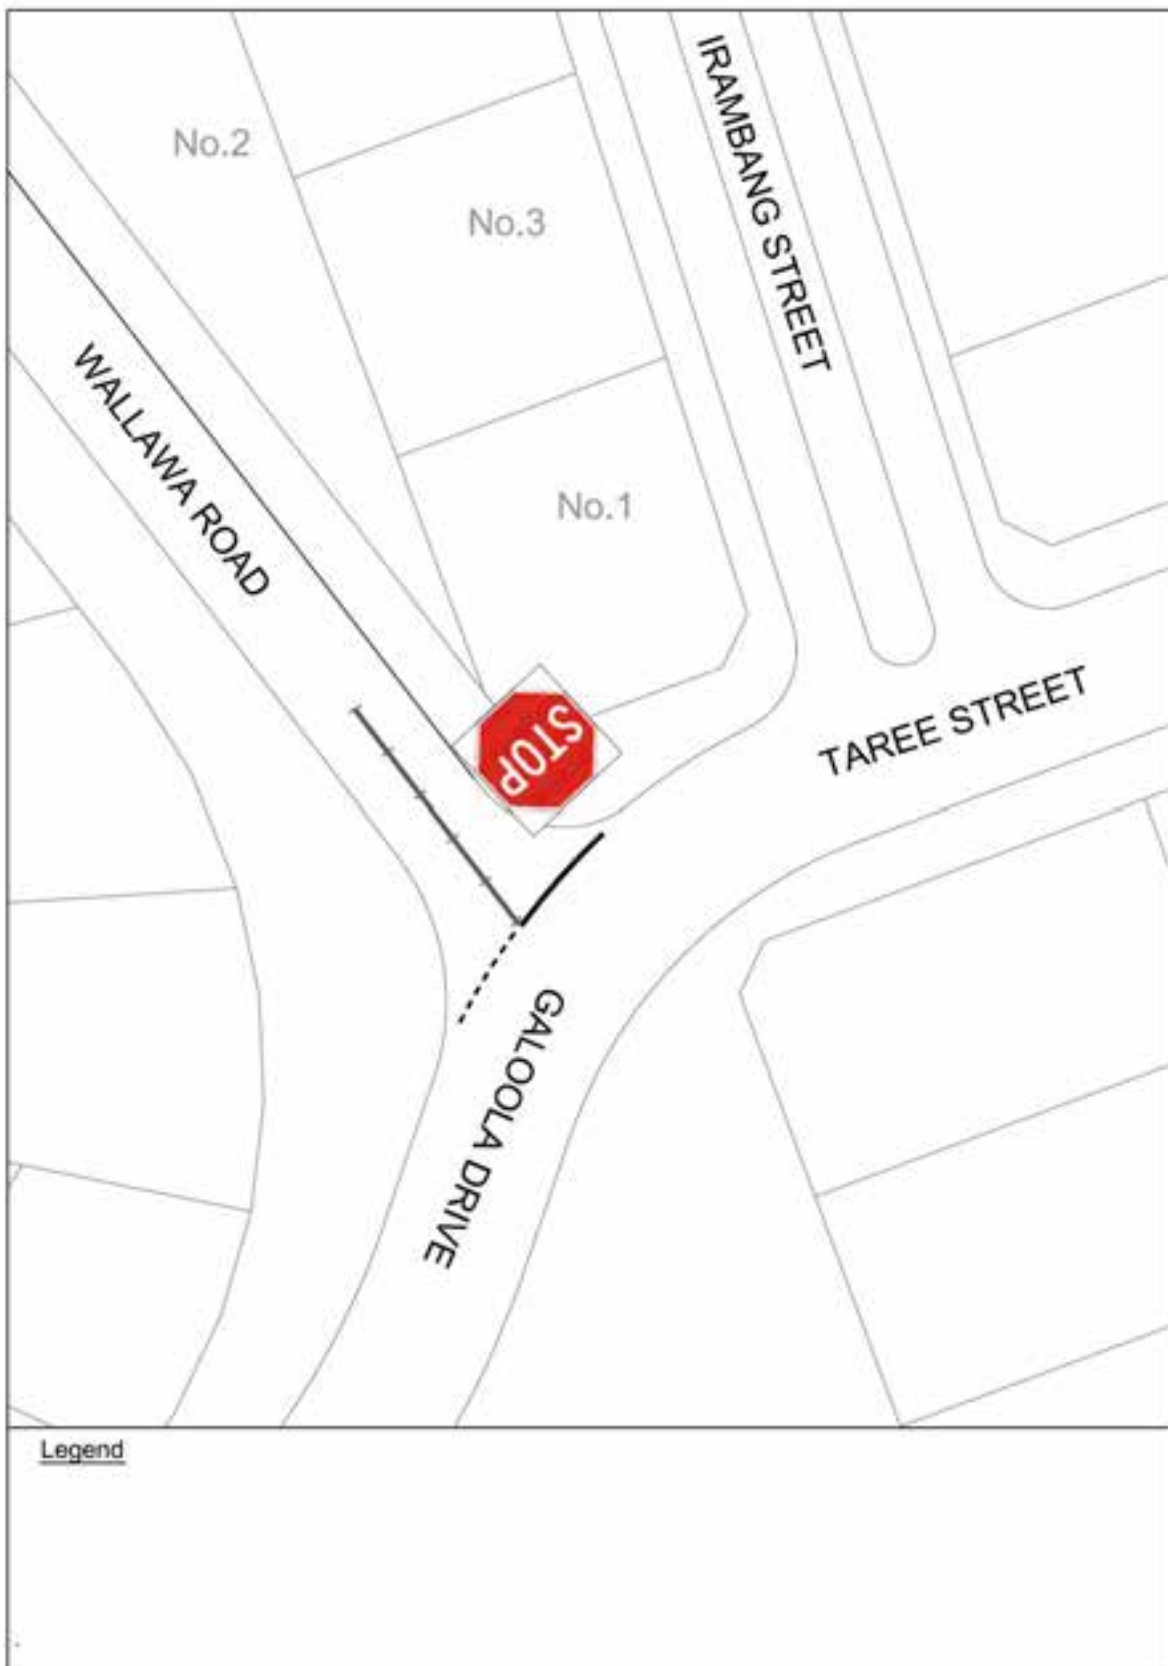 IRAMBANG STREET
No.2
No.3
WALLAWA ROAD
No.1
STOP
TAREE STREET
GALOOLA DRIVE
Legend